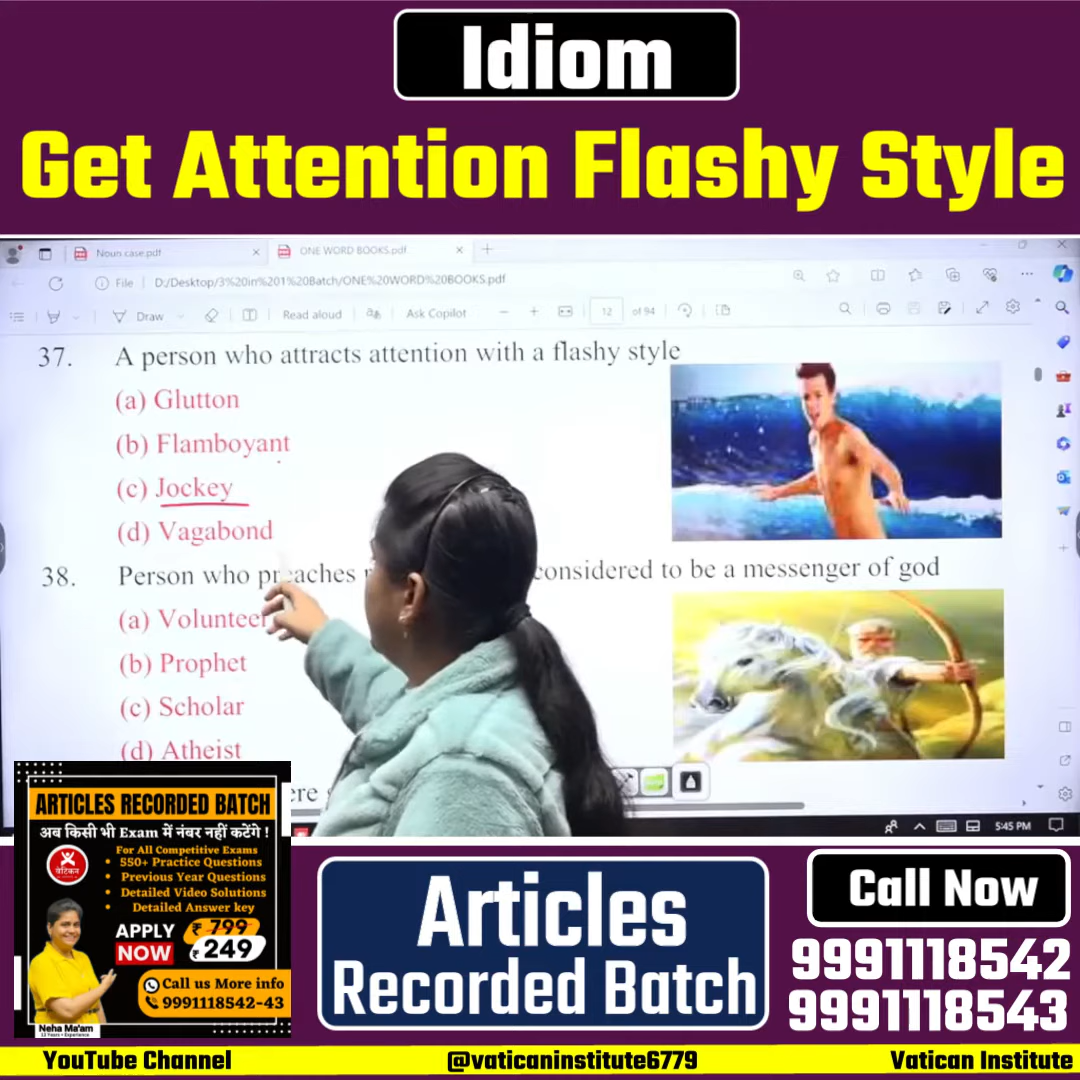 Idiom
Get Attention Flashy Style
Noun case.pdf
ONE WORD BOOKS.pdf
File D:/Desktop/3%20in%201%20Batch/ONE%20WORD%20BOOKS.pdf
Draw Read aloud Ask Copilot 12 of 94
37. A person who attracts attention with a flashy style
(a) Glutton
(b) Flamboyant
(c) Jockey
(d) Vagabond
38. Person who preaches considered to be a messenger of god
(a) Volunteer
(b) Prophet
(c) Scholar
(d) Atheist
5:45 PM
ARTICLES RECORDED BATCH
अब किसी भी Exam में नंबर नहीं कटेंगे !
For All Competitive Exams
• 550+ Practice Questions
• Previous Year Questions
• Detailed Video Solutions
• Detailed Answer key
वेटिकन
APPLY NOW
₹ 799
₹ 249
Call us More info
9991118542-43
Neha Ma'am
Articles
Recorded Batch
Call Now
9991118542
9991118543
YouTube Channel @vaticaninstitute6779 Vatican Institute